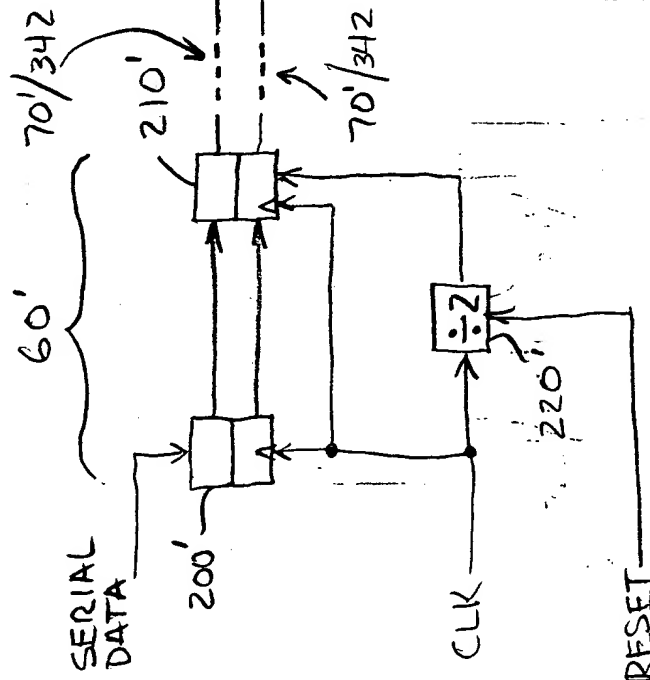 70'/342
60'
210'
70'/342
SERIAL
DATA
200'
÷2
220'
CLK
RESET